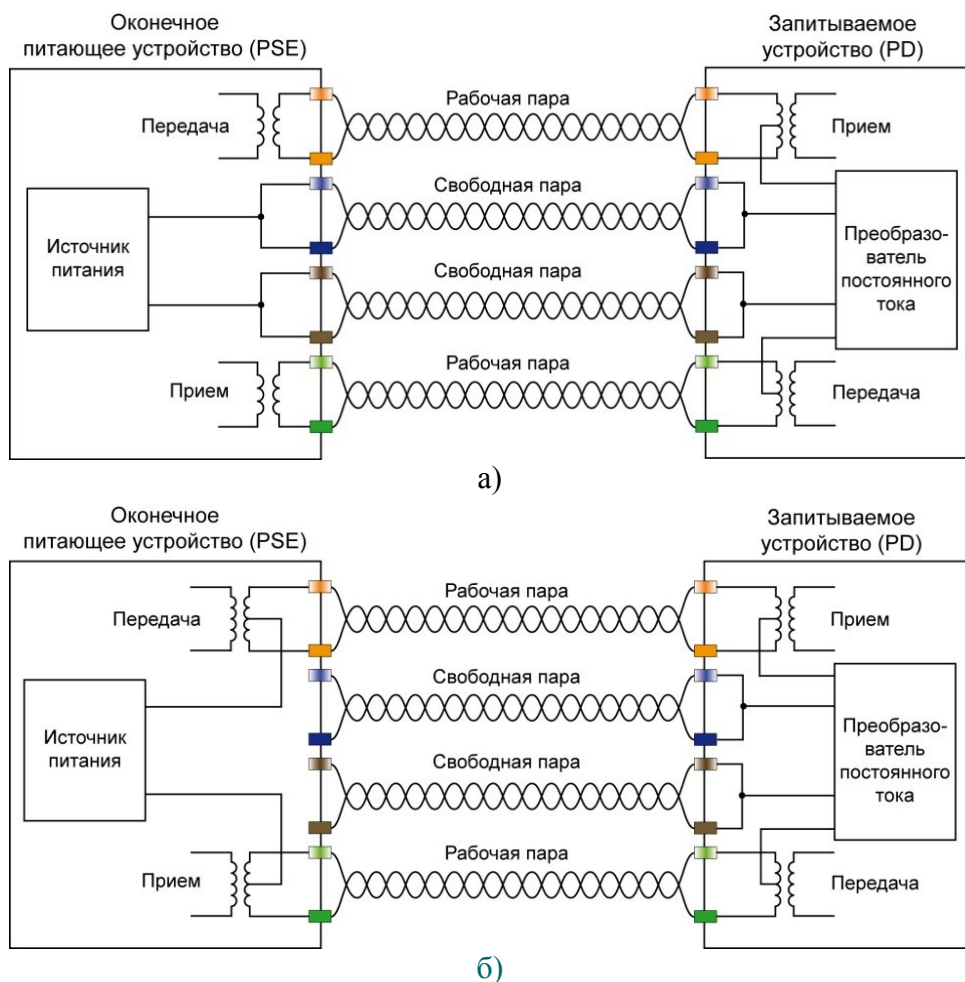 Оконечное
питающее устройство (PSE)
Запитываемое
устройство (PD)
Рабочая пара
Передача
Прием
Свободная пара
Источник
питания
Преобразо-
ватель
постоянного
тока
Свободная пара
Рабочая пара
Прием
Передача
а)
Оконечное
питающее устройство (PSE)
Запитываемое
устройство (PD)
Рабочая пара
Передача
Прием
Свободная пара
Источник
питания
Преобразо-
ватель
постоянного
тока
Свободная пара
Рабочая пара
Прием
Передача
б)